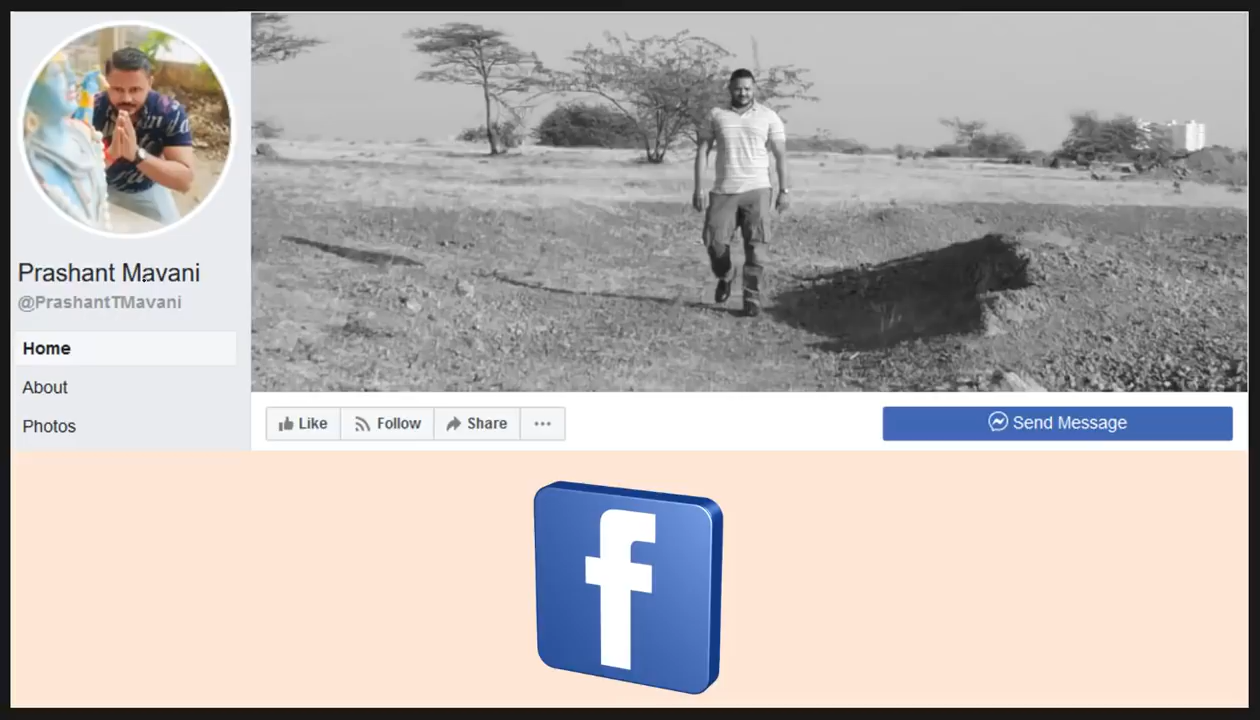 Prashant Mavani
@PrashantTMavani
Home
About
Photos
Like Follow Share ...
Send Message
f